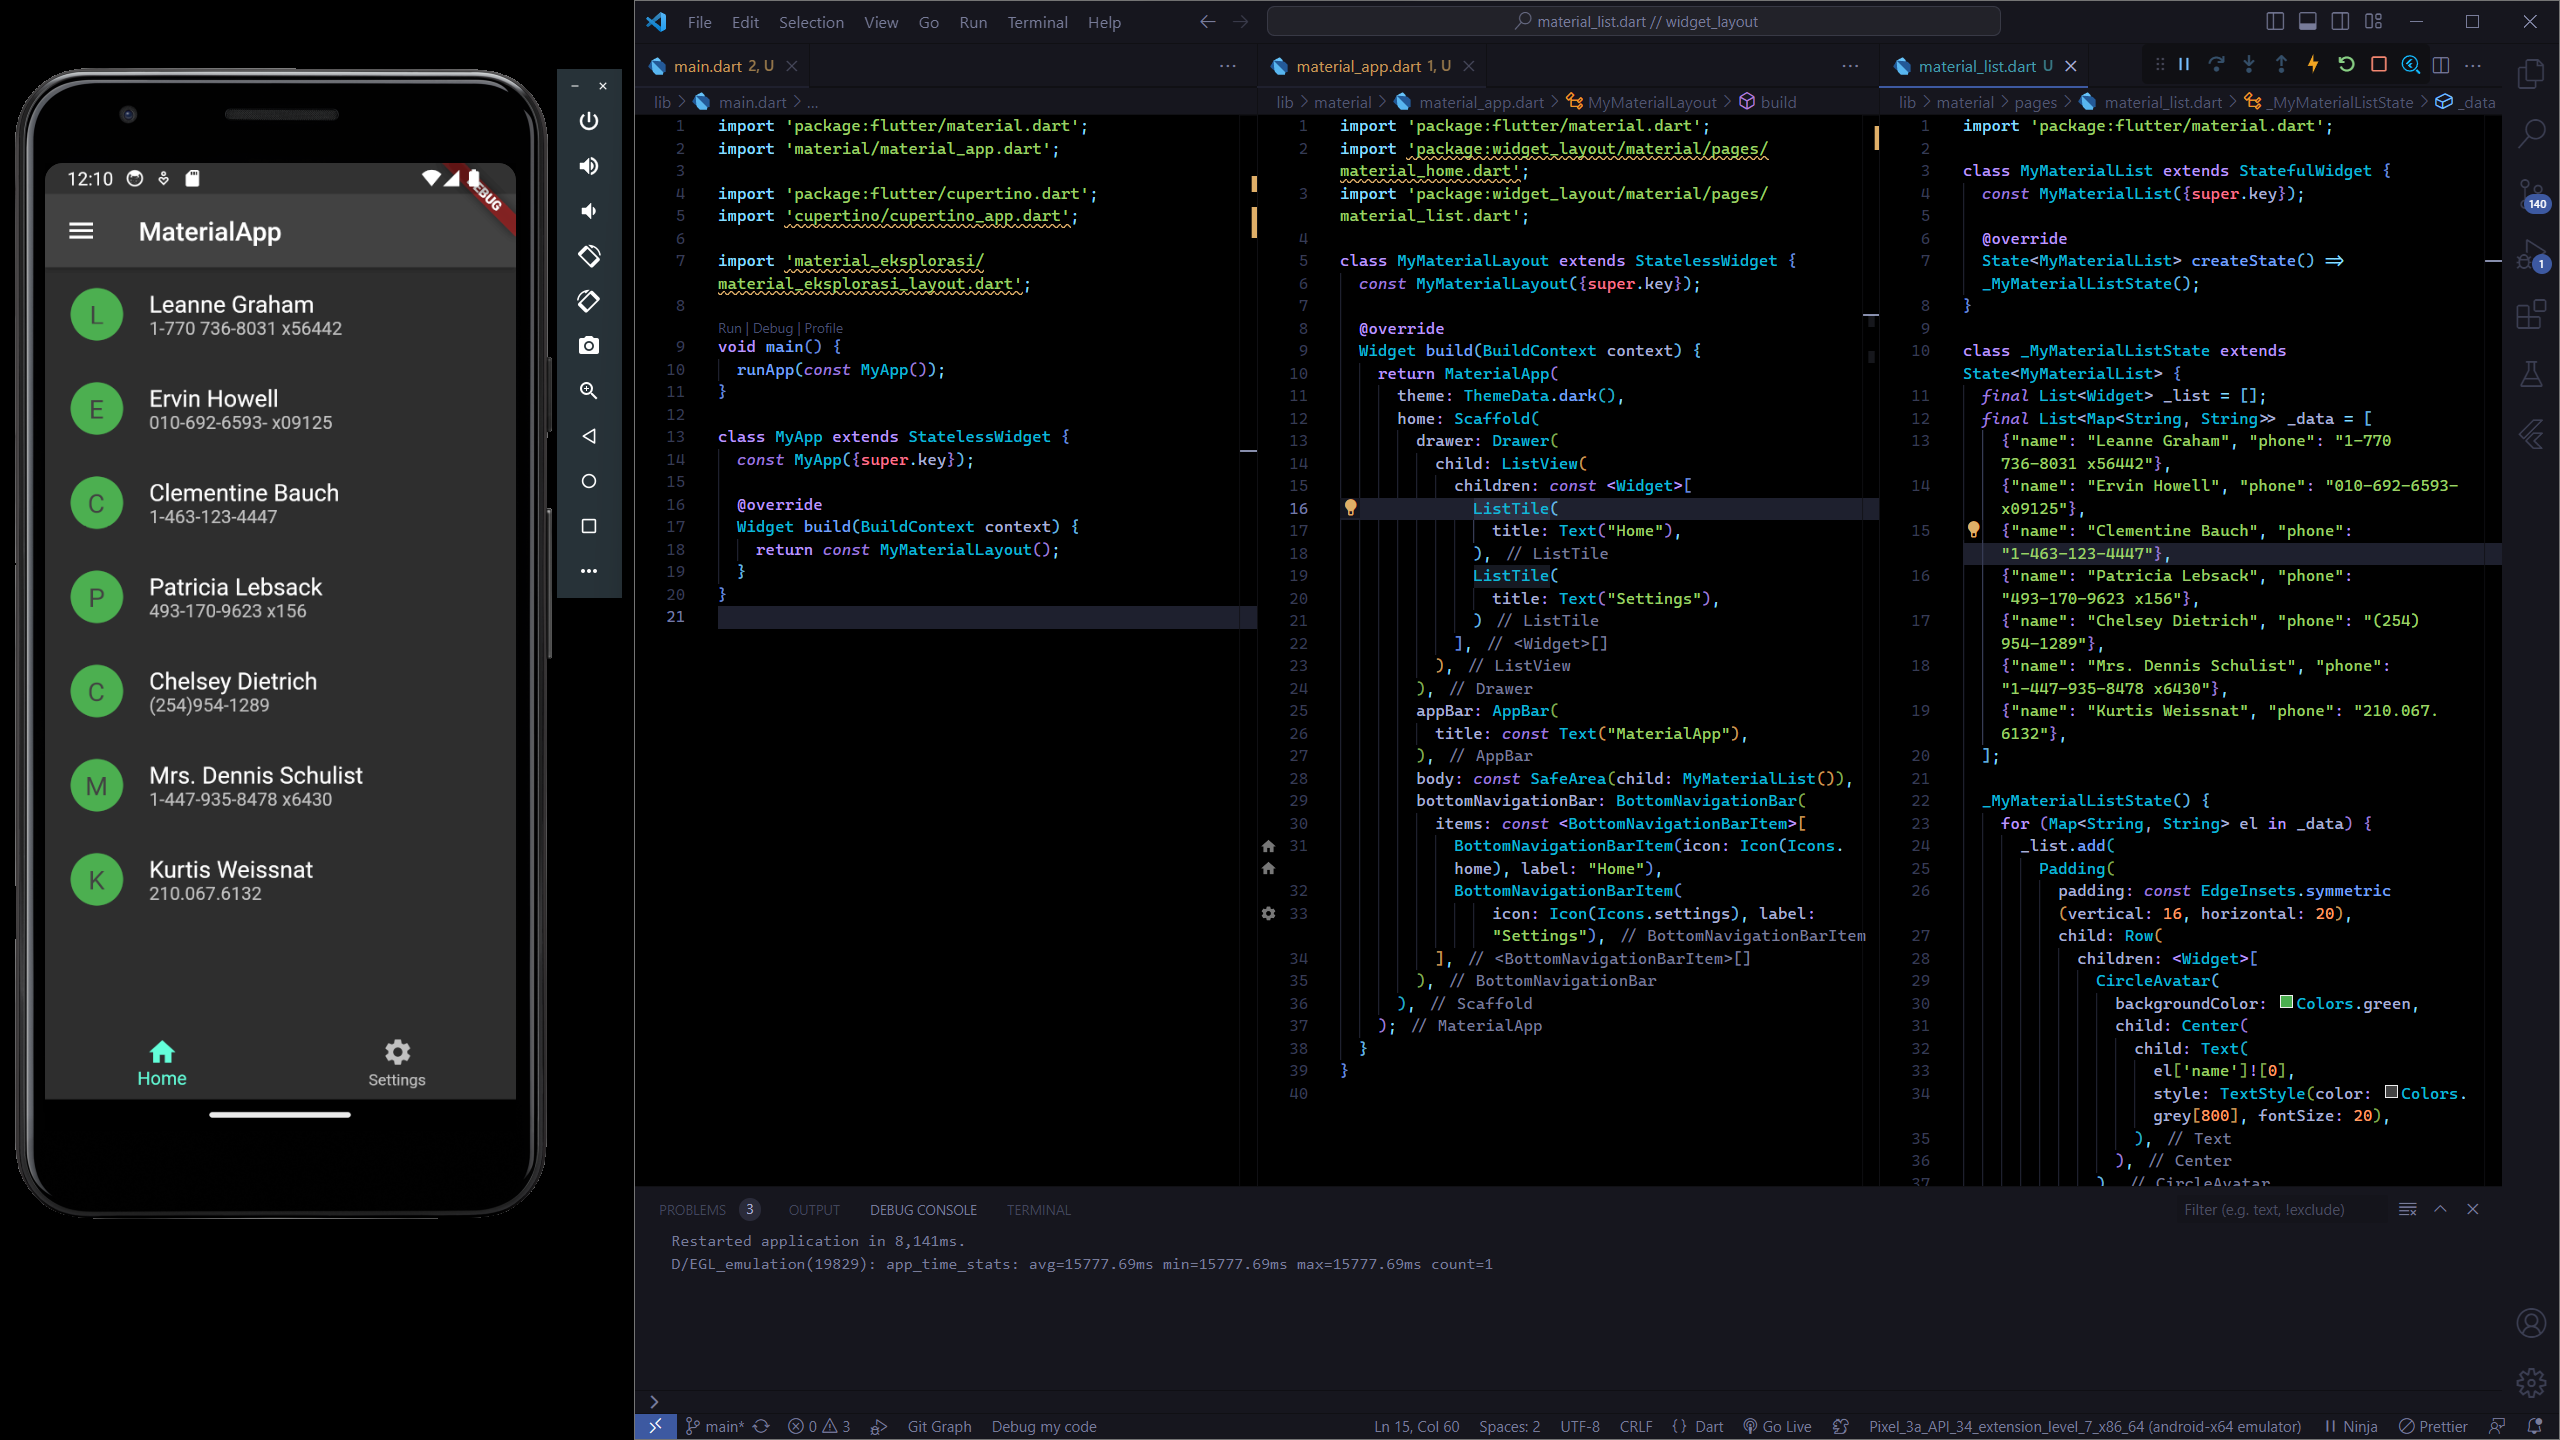 12:10
DEBUG
MaterialApp
L
Leanne Graham
1-770 736-8031 x56442
E
Ervin Howell
010-692-6593- x09125
C
Clementine Bauch
1-463-123-4447
P
Patricia Lebsack
493-170-9623 x156
C
Chelsey Dietrich
(254)954-1289
M
Mrs. Dennis Schulist
1-447-935-8478 x6430
K
Kurtis Weissnat
210.067.6132
Home
Settings
File Edit Selection View Go Run Terminal Help
material_list.dart // widget_layout
main.dart 2, U
lib > main.dart > ...
1 import 'package:flutter/material.dart';
2 import 'material/material_app.dart';
3
4 import 'package:flutter/cupertino.dart';
5 import 'cupertino/cupertino_app.dart';
6
7 import 'material_eksplorasi/
material_eksplorasi_layout.dart';
8
Run | Debug | Profile
9 void main() {
10 runApp(const MyApp());
11 }
12
13 class MyApp extends StatelessWidget {
14 const MyApp({super.key});
15
16 @override
17 Widget build(BuildContext context) {
18 return const MyMaterialLayout();
19 }
20 }
21
material_app.dart 1, U
lib > material > material_app.dart > MyMaterialLayout > build
1 import 'package:flutter/material.dart';
2 import 'package:widget_layout/material/pages/
material_home.dart';
3 import 'package:widget_layout/material/pages/
material_list.dart';
4
5 class MyMaterialLayout extends StatelessWidget {
6 const MyMaterialLayout({super.key});
7
8 @override
9 Widget build(BuildContext context) {
10 return MaterialApp(
11 theme: ThemeData.dark(),
12 home: Scaffold(
13 drawer: Drawer(
14 child: ListView(
15 children: const <Widget>[
16 ListTile(
17 title: Text("Home"),
18 ), // ListTile
19 ListTile(
20 title: Text("Settings"),
21 ) // ListTile
22 ], // <Widget>[]
23 ), // ListView
24 ), // Drawer
25 appBar: AppBar(
26 title: const Text("MaterialApp"),
27 ), // AppBar
28 body: const SafeArea(child: MyMaterialList()),
29 bottomNavigationBar: BottomNavigationBar(
30 items: const <BottomNavigationBarItem>[
31 BottomNavigationBarItem(icon: Icon(Icons.
home), label: "Home"),
32 BottomNavigationBarItem(
33 icon: Icon(Icons.settings), label:
"Settings"), // BottomNavigationBarItem
34 ], // <BottomNavigationBarItem>[]
35 ), // BottomNavigationBar
36 ), // Scaffold
37 ); // MaterialApp
38 }
39 }
40
material_list.dart U
lib > material > pages > material_list.dart > _MyMaterialListState > _data
1 import 'package:flutter/material.dart';
2
3 class MyMaterialList extends StatefulWidget {
4 const MyMaterialList({super.key});
5
6 @override
7 State<MyMaterialList> createState() =>
_MyMaterialListState();
8 }
9
10 class _MyMaterialListState extends
State<MyMaterialList> {
11 final List<Widget> _list = [];
12 final List<Map<String, String>> _data = [
13 {"name": "Leanne Graham", "phone": "1-770
736-8031 x56442"},
14 {"name": "Ervin Howell", "phone": "010-692-6593-
x09125"},
15 {"name": "Clementine Bauch", "phone":
"1-463-123-4447"},
16 {"name": "Patricia Lebsack", "phone":
"493-170-9623 x156"},
17 {"name": "Chelsey Dietrich", "phone": "(254)
954-1289"},
18 {"name": "Mrs. Dennis Schulist", "phone":
"1-447-935-8478 x6430"},
19 {"name": "Kurtis Weissnat", "phone": "210.067.
6132"},
20 ];
21
22 _MyMaterialListState() {
23 for (Map<String, String> el in _data) {
24 _list.add(
25 Padding(
26 padding: const EdgeInsets.symmetric
(vertical: 16, horizontal: 20),
27 child: Row(
28 children: <Widget>[
29 CircleAvatar(
30 backgroundColor: Colors.green,
31 child: Center(
32 child: Text(
33 el['name']![0],
34 style: TextStyle(color: Colors.
grey[800], fontSize: 20),
35 ), // Text
36 ), // Center
37 ), // CircleAvatar
140
1
PROBLEMS 3 OUTPUT DEBUG CONSOLE TERMINAL
Filter (e.g. text, !exclude)
Restarted application in 8,141ms.
D/EGL_emulation(19829): app_time_stats: avg=15777.69ms min=15777.69ms max=15777.69ms count=1
main* 0 3 Git Graph Debug my code
Ln 15, Col 60 Spaces: 2 UTF-8 CRLF { } Dart Go Live Pixel_3a_API_34_extension_level_7_x86_64 (android-x64 emulator) Ninja Prettier